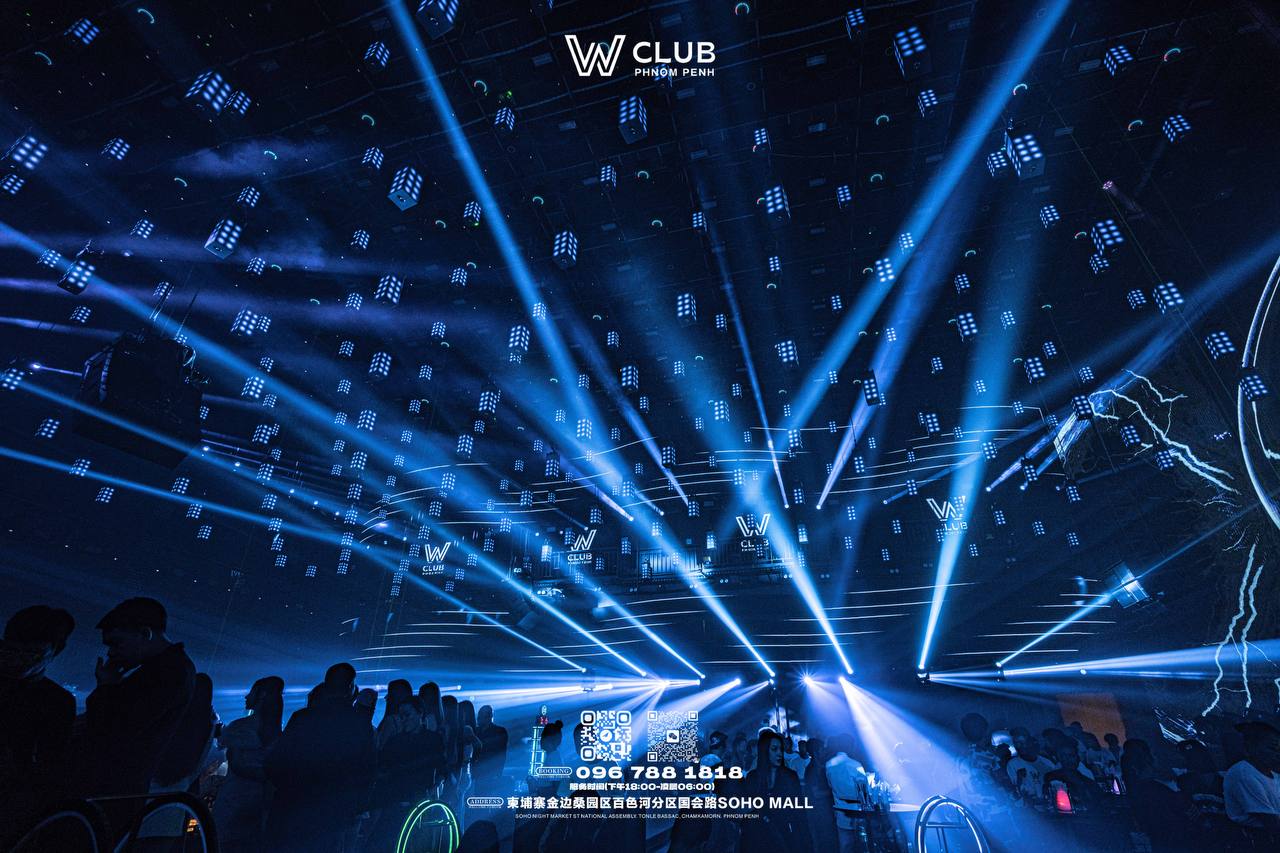 W CLUB
PHNOM PENH
W
CLUB
W
CLUB
W
CLUB
W
CLUB
BOOKING 096 788 1818
服务时间(下午18:00-凌晨06:00)
ADDRESS 柬埔寨金边桑园区百色河分区国会路SOHO MALL
SOHO NIGHT MARKET ST NATIONAL ASSEMBLY. TONLE BASSAC, CHAMKAMORN. PHNOM PENH